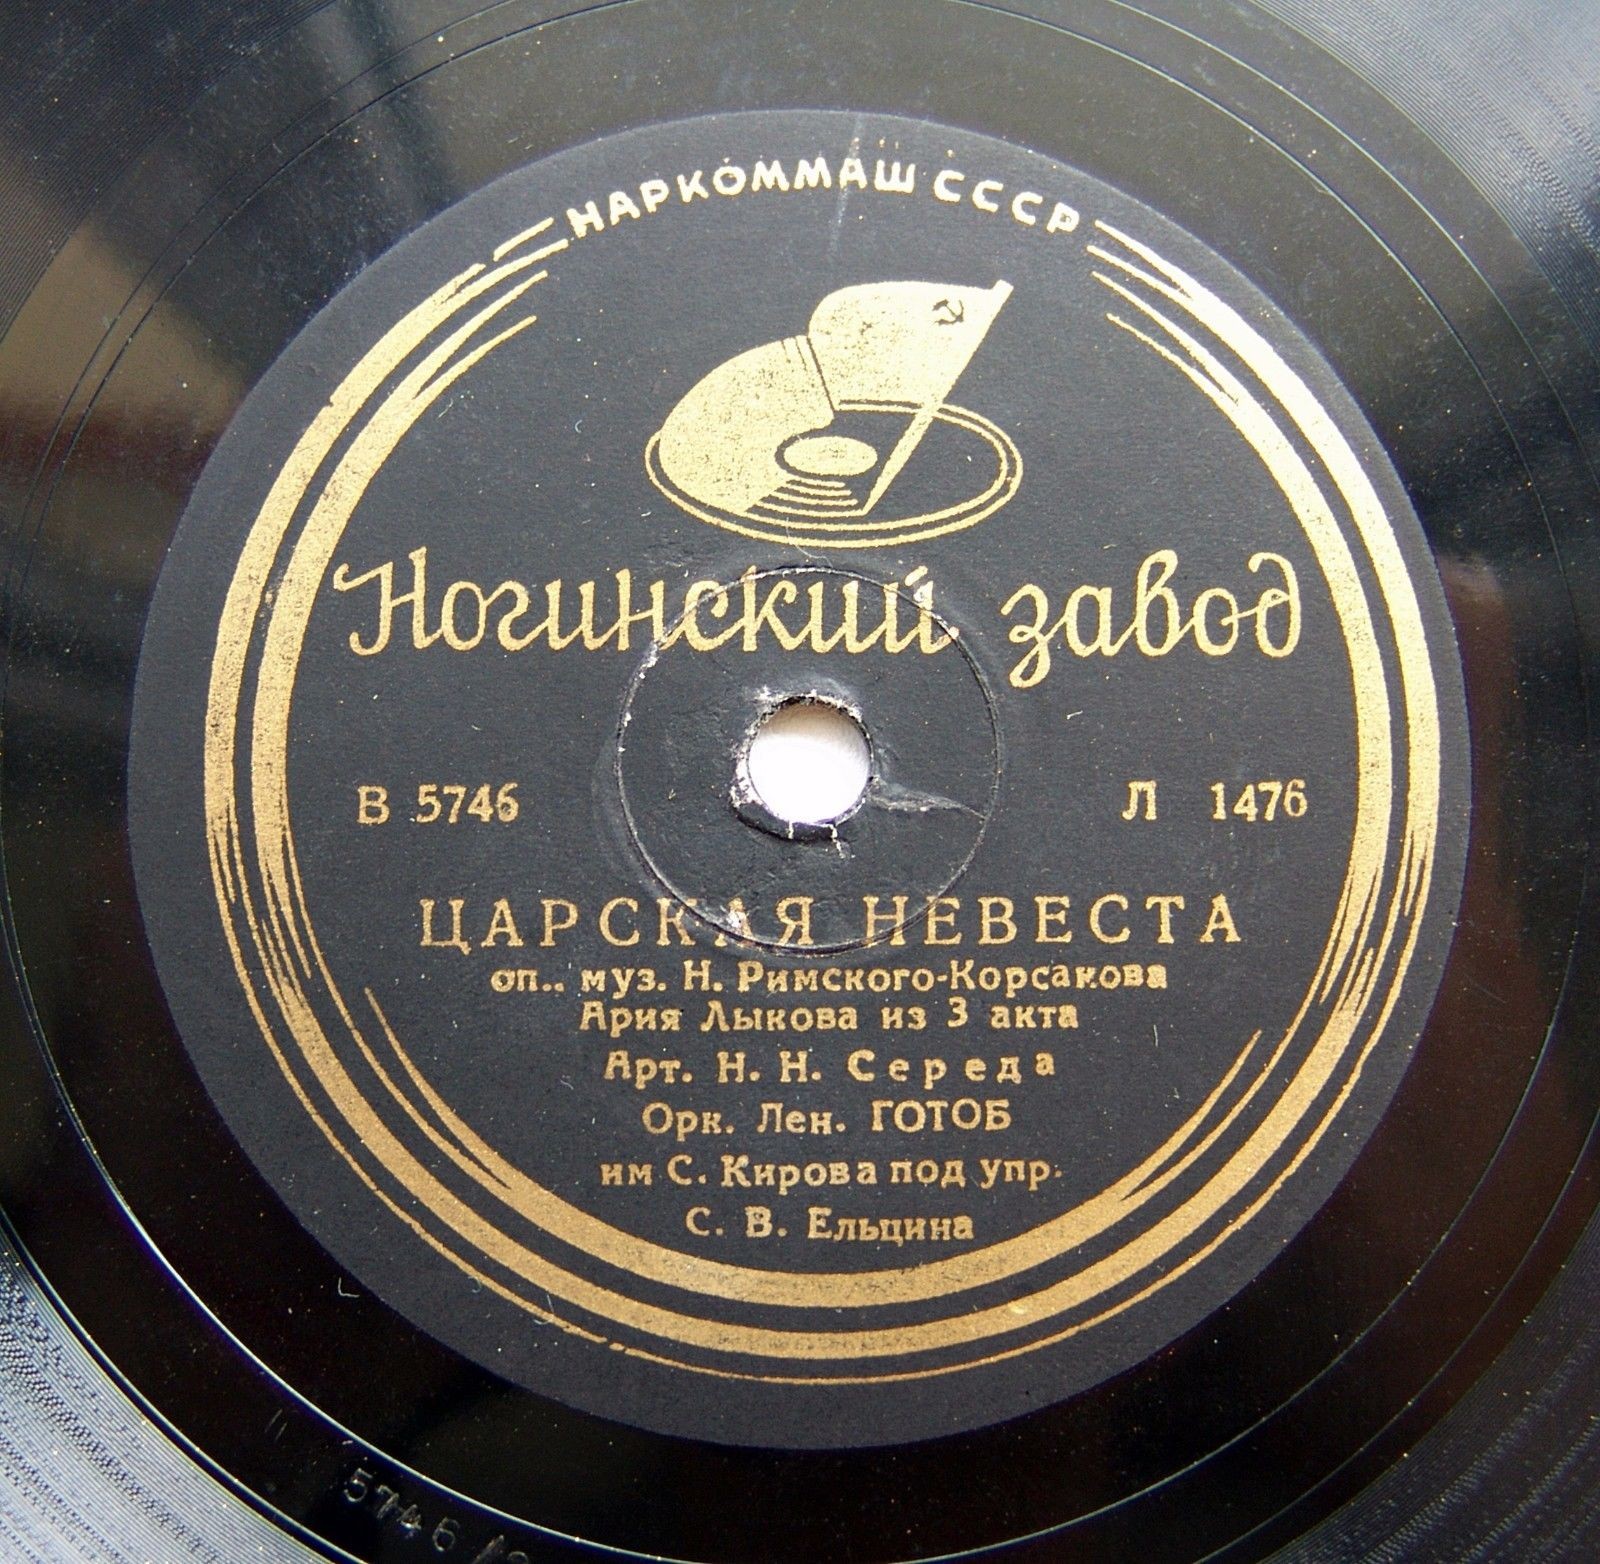 НАРКОММАШ СССР
Ногинский завод
В 5746 Л 1476
ЦАРСКАЯ НЕВЕСТА
оп.. муз. Н. Римского-Корсакова
Ария Лыкова из 3 акта
Арт. Н. Н. Середа
Орк. Лен. ГОТОБ
им С. Кирова под упр.
С. В. Ельцина
5746